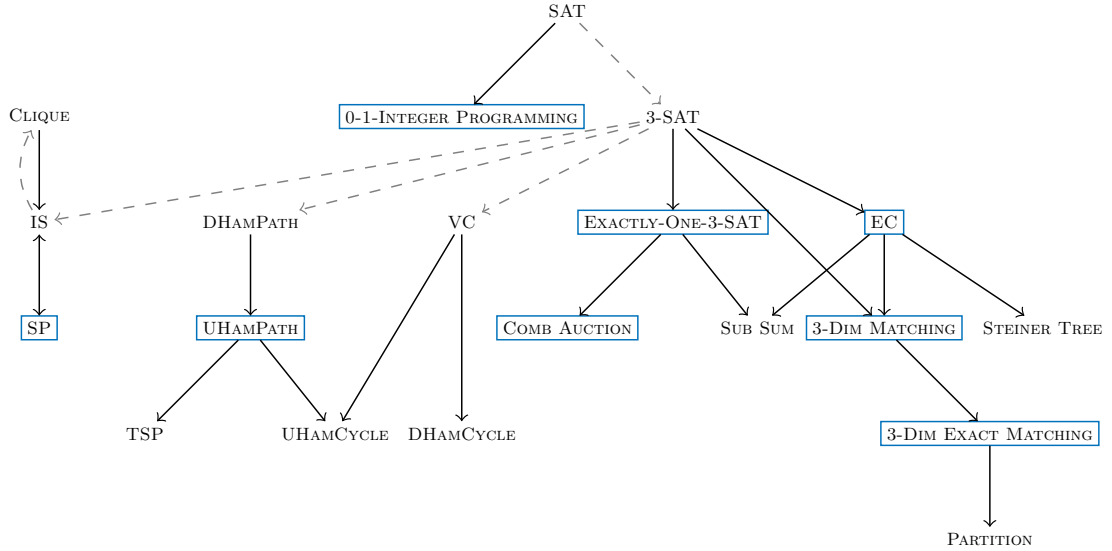 SAT
CLIQUE
0-1-INTEGER PROGRAMMING
3-SAT
IS
DHAMPATH
VC
EXACTLY-ONE-3-SAT
EC
SP
UHAMPATH
COMB AUCTION
SUB SUM
3-DIM MATCHING
STEINER TREE
TSP
UHAMCYCLE
DHAMCYCLE
3-DIM EXACT MATCHING
PARTITION